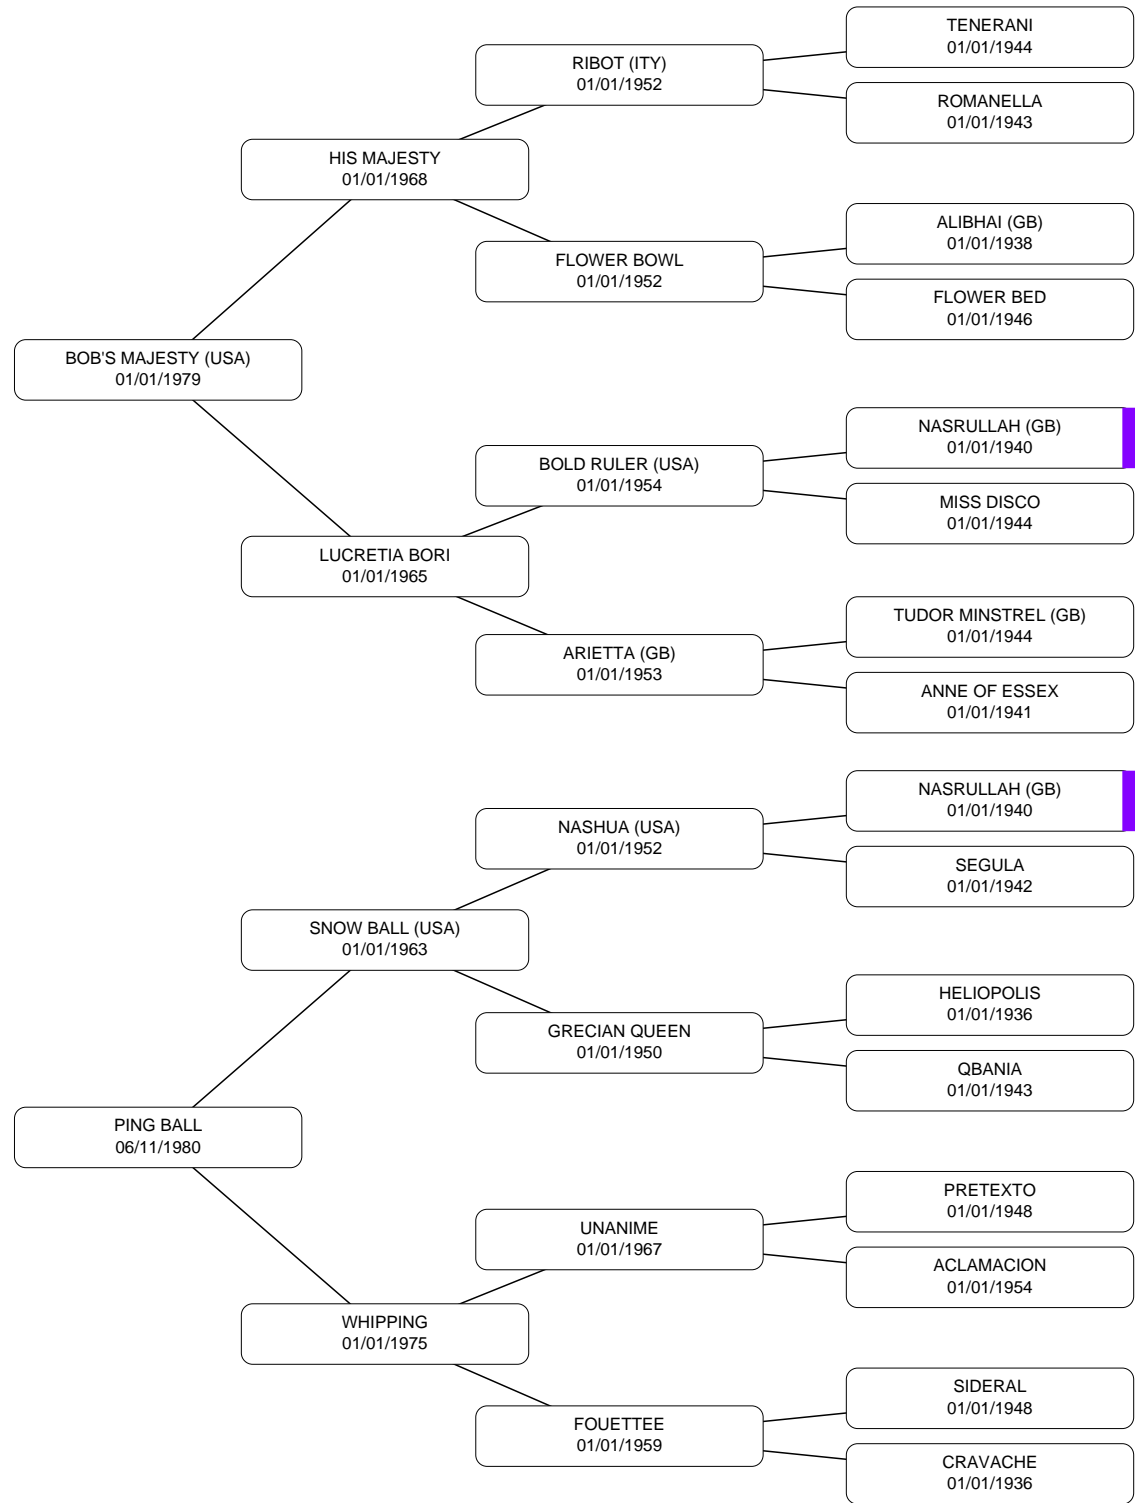 TENERANI
01/01/1944
RIBOT (ITY)
01/01/1952
ROMANELLA
01/01/1943
HIS MAJESTY
01/01/1968
ALIBHAI (GB)
01/01/1938
FLOWER BOWL
01/01/1952
FLOWER BED
01/01/1946
BOB'S MAJESTY (USA)
01/01/1979
NASRULLAH (GB)
01/01/1940
BOLD RULER (USA)
01/01/1954
MISS DISCO
01/01/1944
LUCRETIA BORI
01/01/1965
TUDOR MINSTREL (GB)
01/01/1944
ARIETTA (GB)
01/01/1953
ANNE OF ESSEX
01/01/1941
NASRULLAH (GB)
01/01/1940
NASHUA (USA)
01/01/1952
SEGULA
01/01/1942
SNOW BALL (USA)
01/01/1963
HELIOPOLIS
01/01/1936
GRECIAN QUEEN
01/01/1950
QBANIA
01/01/1943
PING BALL
06/11/1980
PRETEXTO
01/01/1948
UNANIME
01/01/1967
ACLAMACION
01/01/1954
WHIPPING
01/01/1975
SIDERAL
01/01/1948
FOUETTEE
01/01/1959
CRAVACHE
01/01/1936